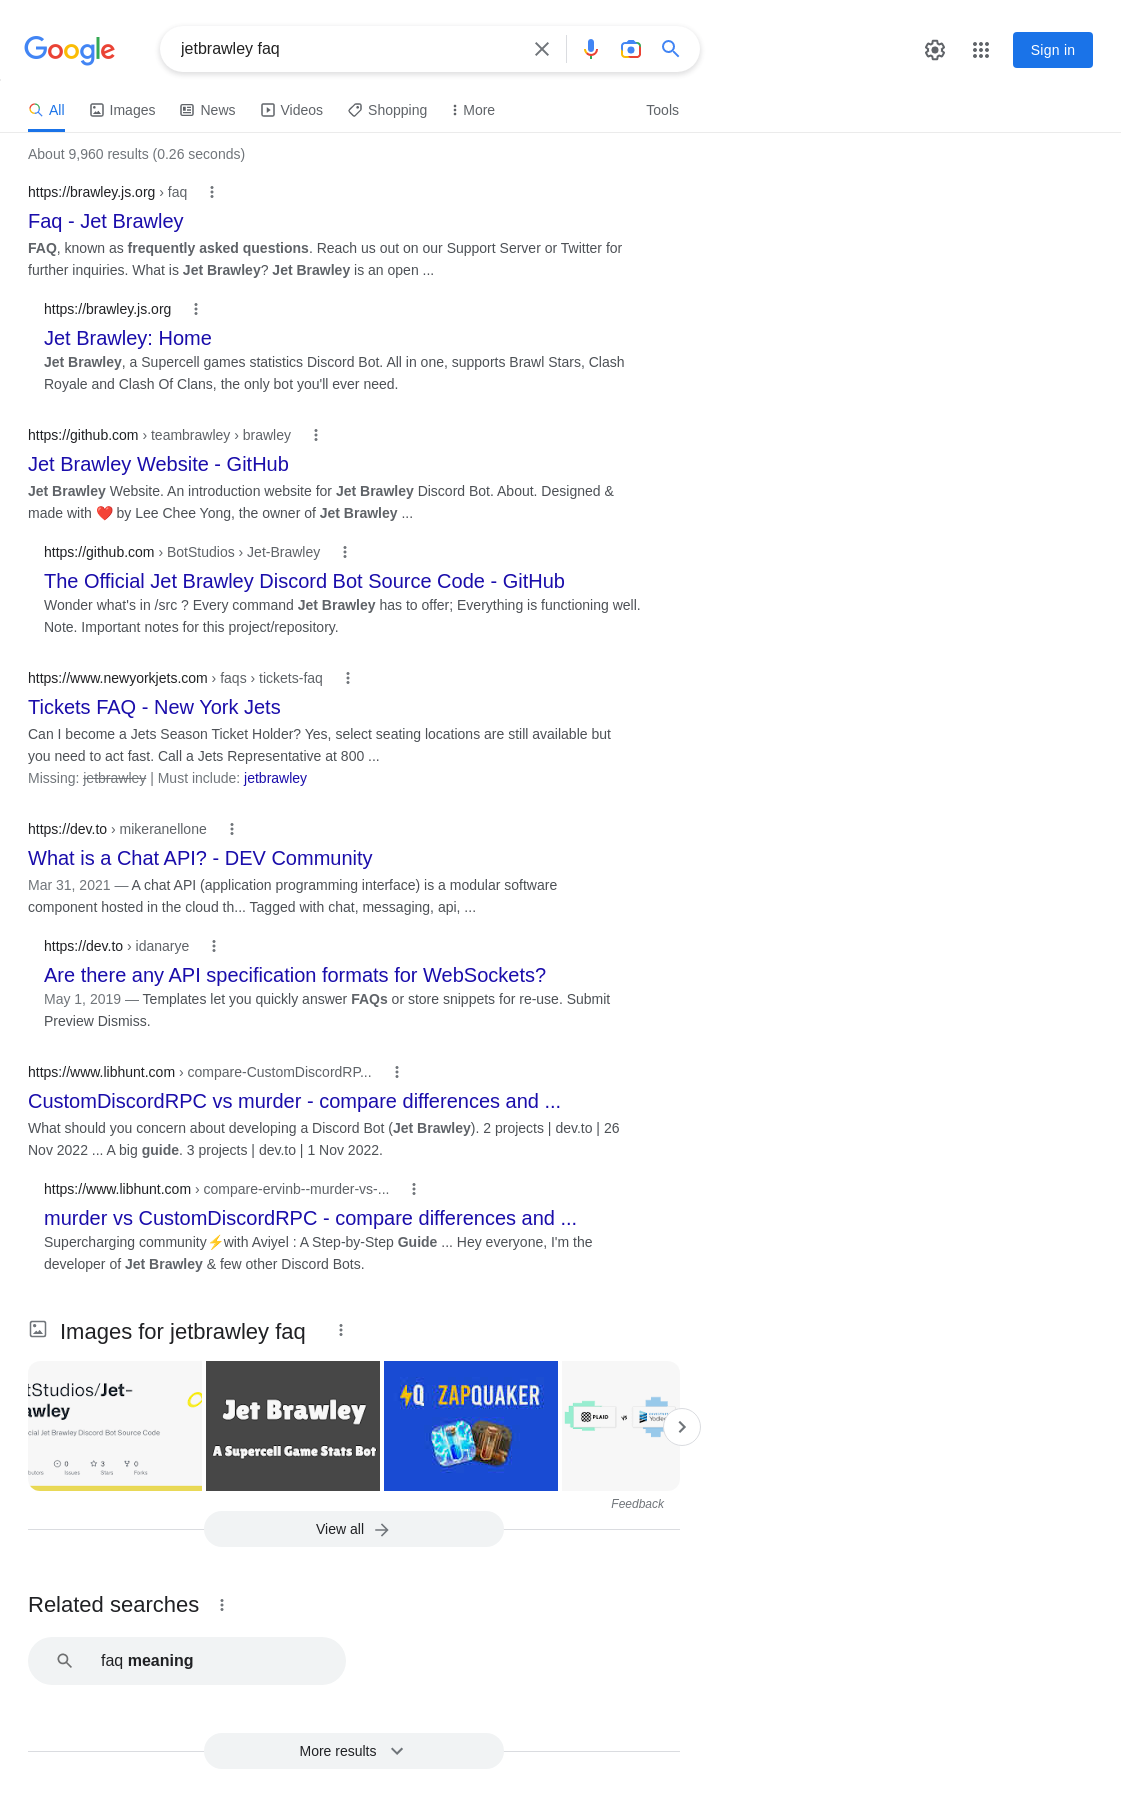 Google
jetbrawley faq
Sign in
All
Images
News
Videos
Shopping
More
Tools
About 9,960 results (0.26 seconds)
https://brawley.js.org › faq
Faq - Jet Brawley
FAQ, known as frequently asked questions. Reach us out on our Support Server or Twitter for
further inquiries. What is Jet Brawley? Jet Brawley is an open ...
https://brawley.js.org
Jet Brawley: Home
Jet Brawley, a Supercell games statistics Discord Bot. All in one, supports Brawl Stars, Clash
Royale and Clash Of Clans, the only bot you'll ever need.
https://github.com › teambrawley › brawley
Jet Brawley Website - GitHub
Jet Brawley Website. An introduction website for Jet Brawley Discord Bot. About. Designed &
made with ❤️ by Lee Chee Yong, the owner of Jet Brawley ...
https://github.com › BotStudios › Jet-Brawley
The Official Jet Brawley Discord Bot Source Code - GitHub
Wonder what's in /src ? Every command Jet Brawley has to offer; Everything is functioning well.
Note. Important notes for this project/repository.
https://www.newyorkjets.com › faqs › tickets-faq
Tickets FAQ - New York Jets
Can I become a Jets Season Ticket Holder? Yes, select seating locations are still available but
you need to act fast. Call a Jets Representative at 800 ...
Missing: jetbrawley | Must include: jetbrawley
https://dev.to › mikeranellone
What is a Chat API? - DEV Community
Mar 31, 2021 — A chat API (application programming interface) is a modular software
component hosted in the cloud th... Tagged with chat, messaging, api, ...
https://dev.to › idanarye
Are there any API specification formats for WebSockets?
May 1, 2019 — Templates let you quickly answer FAQs or store snippets for re-use. Submit
Preview Dismiss.
https://www.libhunt.com › compare-CustomDiscordRP...
CustomDiscordRPC vs murder - compare differences and ...
What should you concern about developing a Discord Bot (Jet Brawley). 2 projects | dev.to | 26
Nov 2022 ... A big guide. 3 projects | dev.to | 1 Nov 2022.
https://www.libhunt.com › compare-ervinb--murder-vs-...
murder vs CustomDiscordRPC - compare differences and ...
Supercharging community⚡with Aviyel : A Step-by-Step Guide ... Hey everyone, I'm the
developer of Jet Brawley & few other Discord Bots.
Images for jetbrawley faq
tStudios/Jet-
awley
cial Jet Brawley Discord Bot Source Code
0 3 0
butors Issues Stars Forks
Jet Brawley
A Supercell Game Stats Bot
Q ZAPQUAKER
PLAID VS Yodlee
Feedback
View all
Related searches
faq meaning
More results